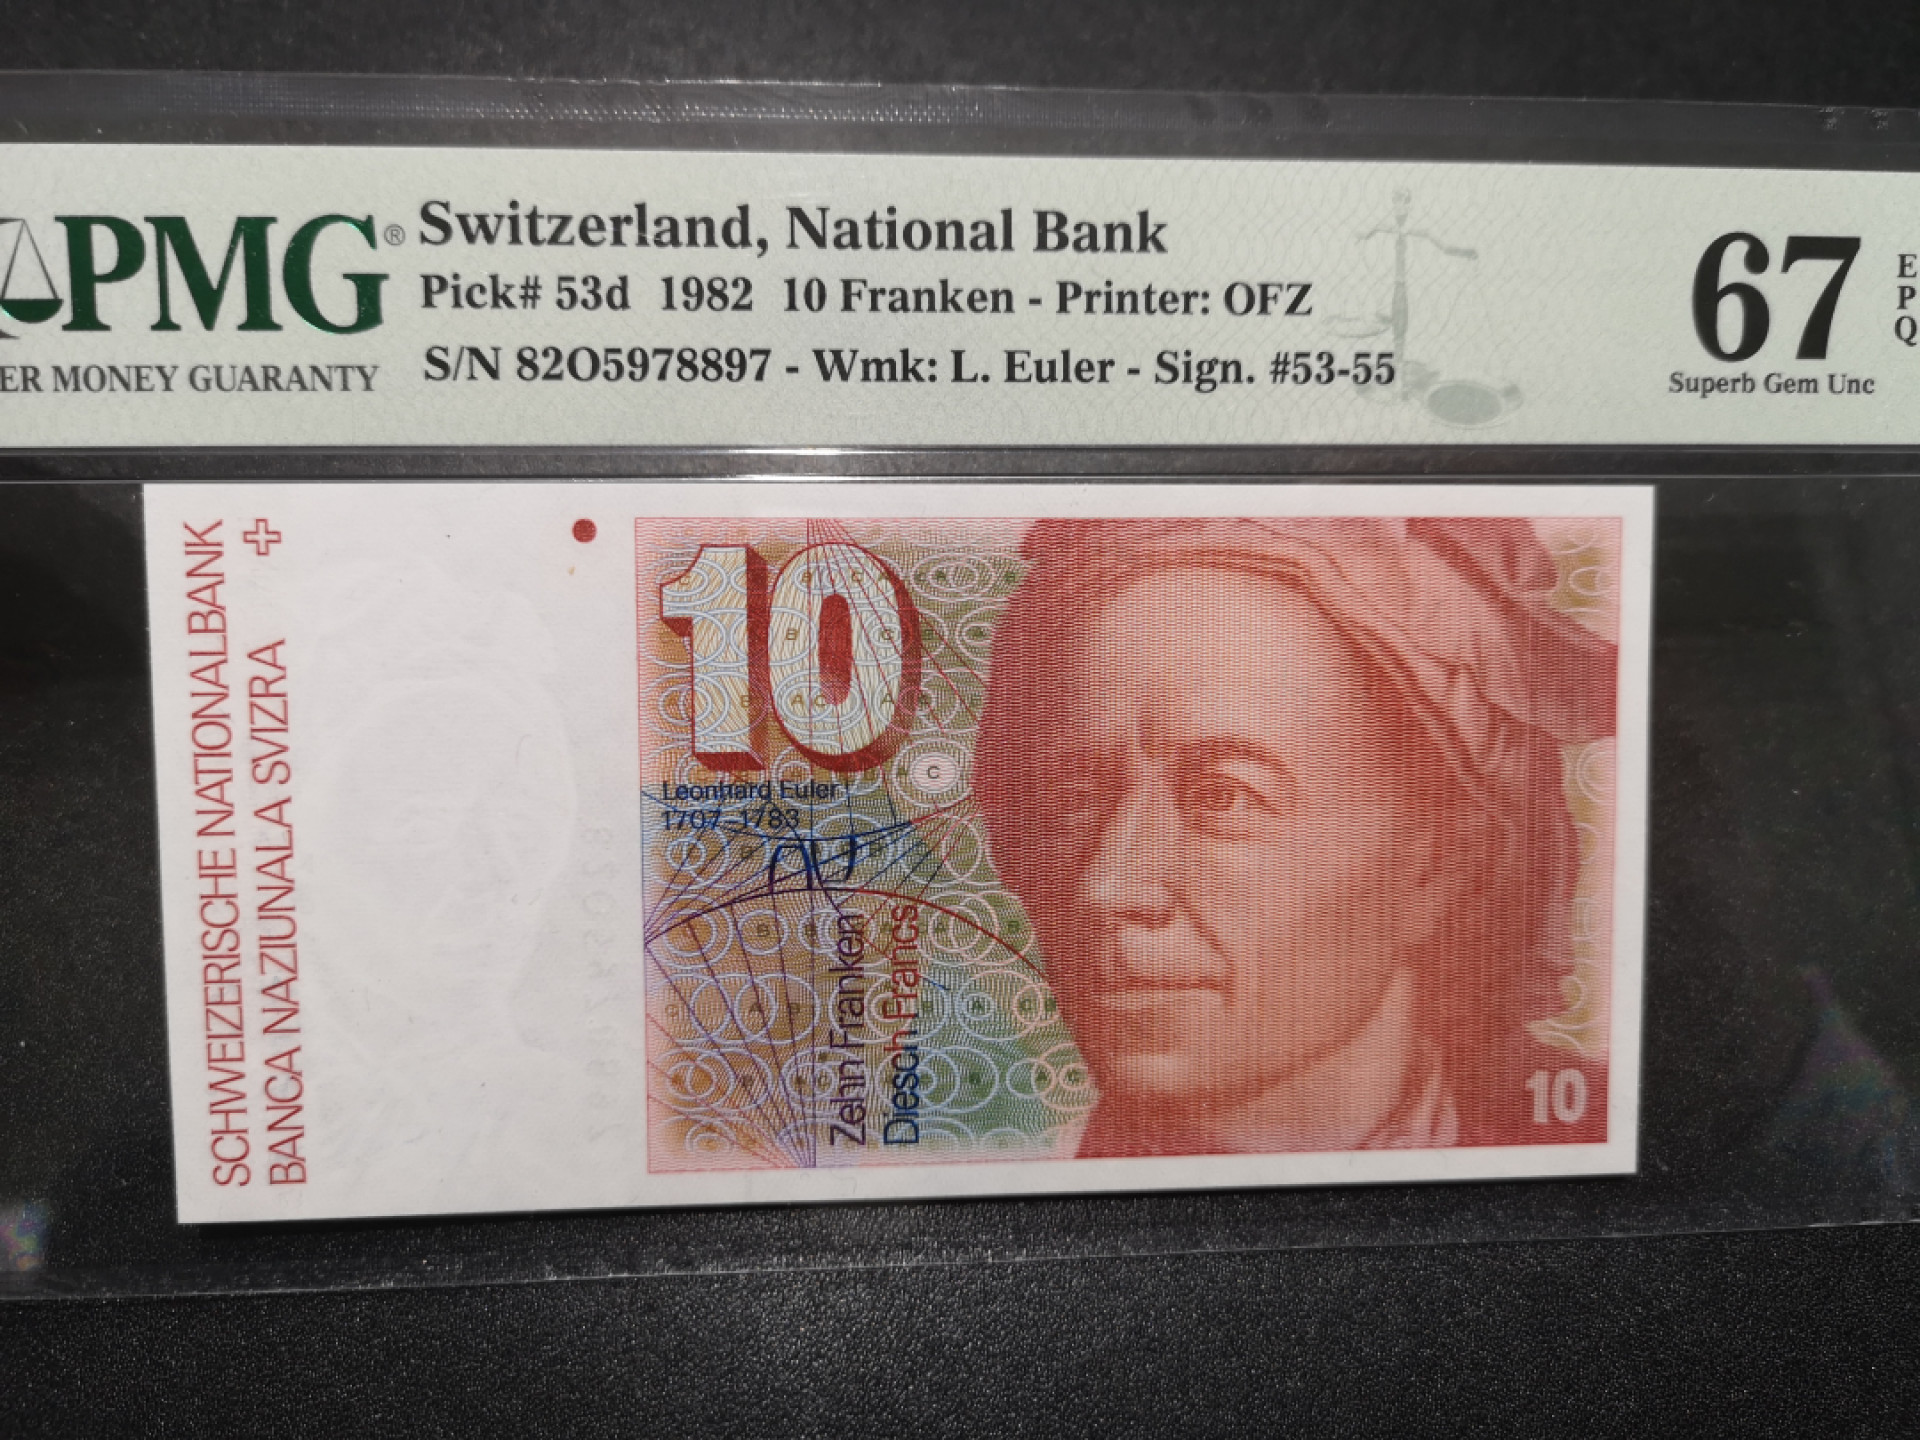 PMG®
ER MONEY GUARANTY
Switzerland, National Bank
Pick# 53d 1982 10 Franken - Printer: OFZ
S/N 82O5978897 - Wmk: L. Euler - Sign. #53-55
67
E
P
Q
Superb Gem Unc
SCHWEIZERISCHE NATIONALBANK
BANCA NAZIUNALA SVIZRA
10
Leonhard Euler
1707–1783
Zehn Franken
Diesch Francs
10